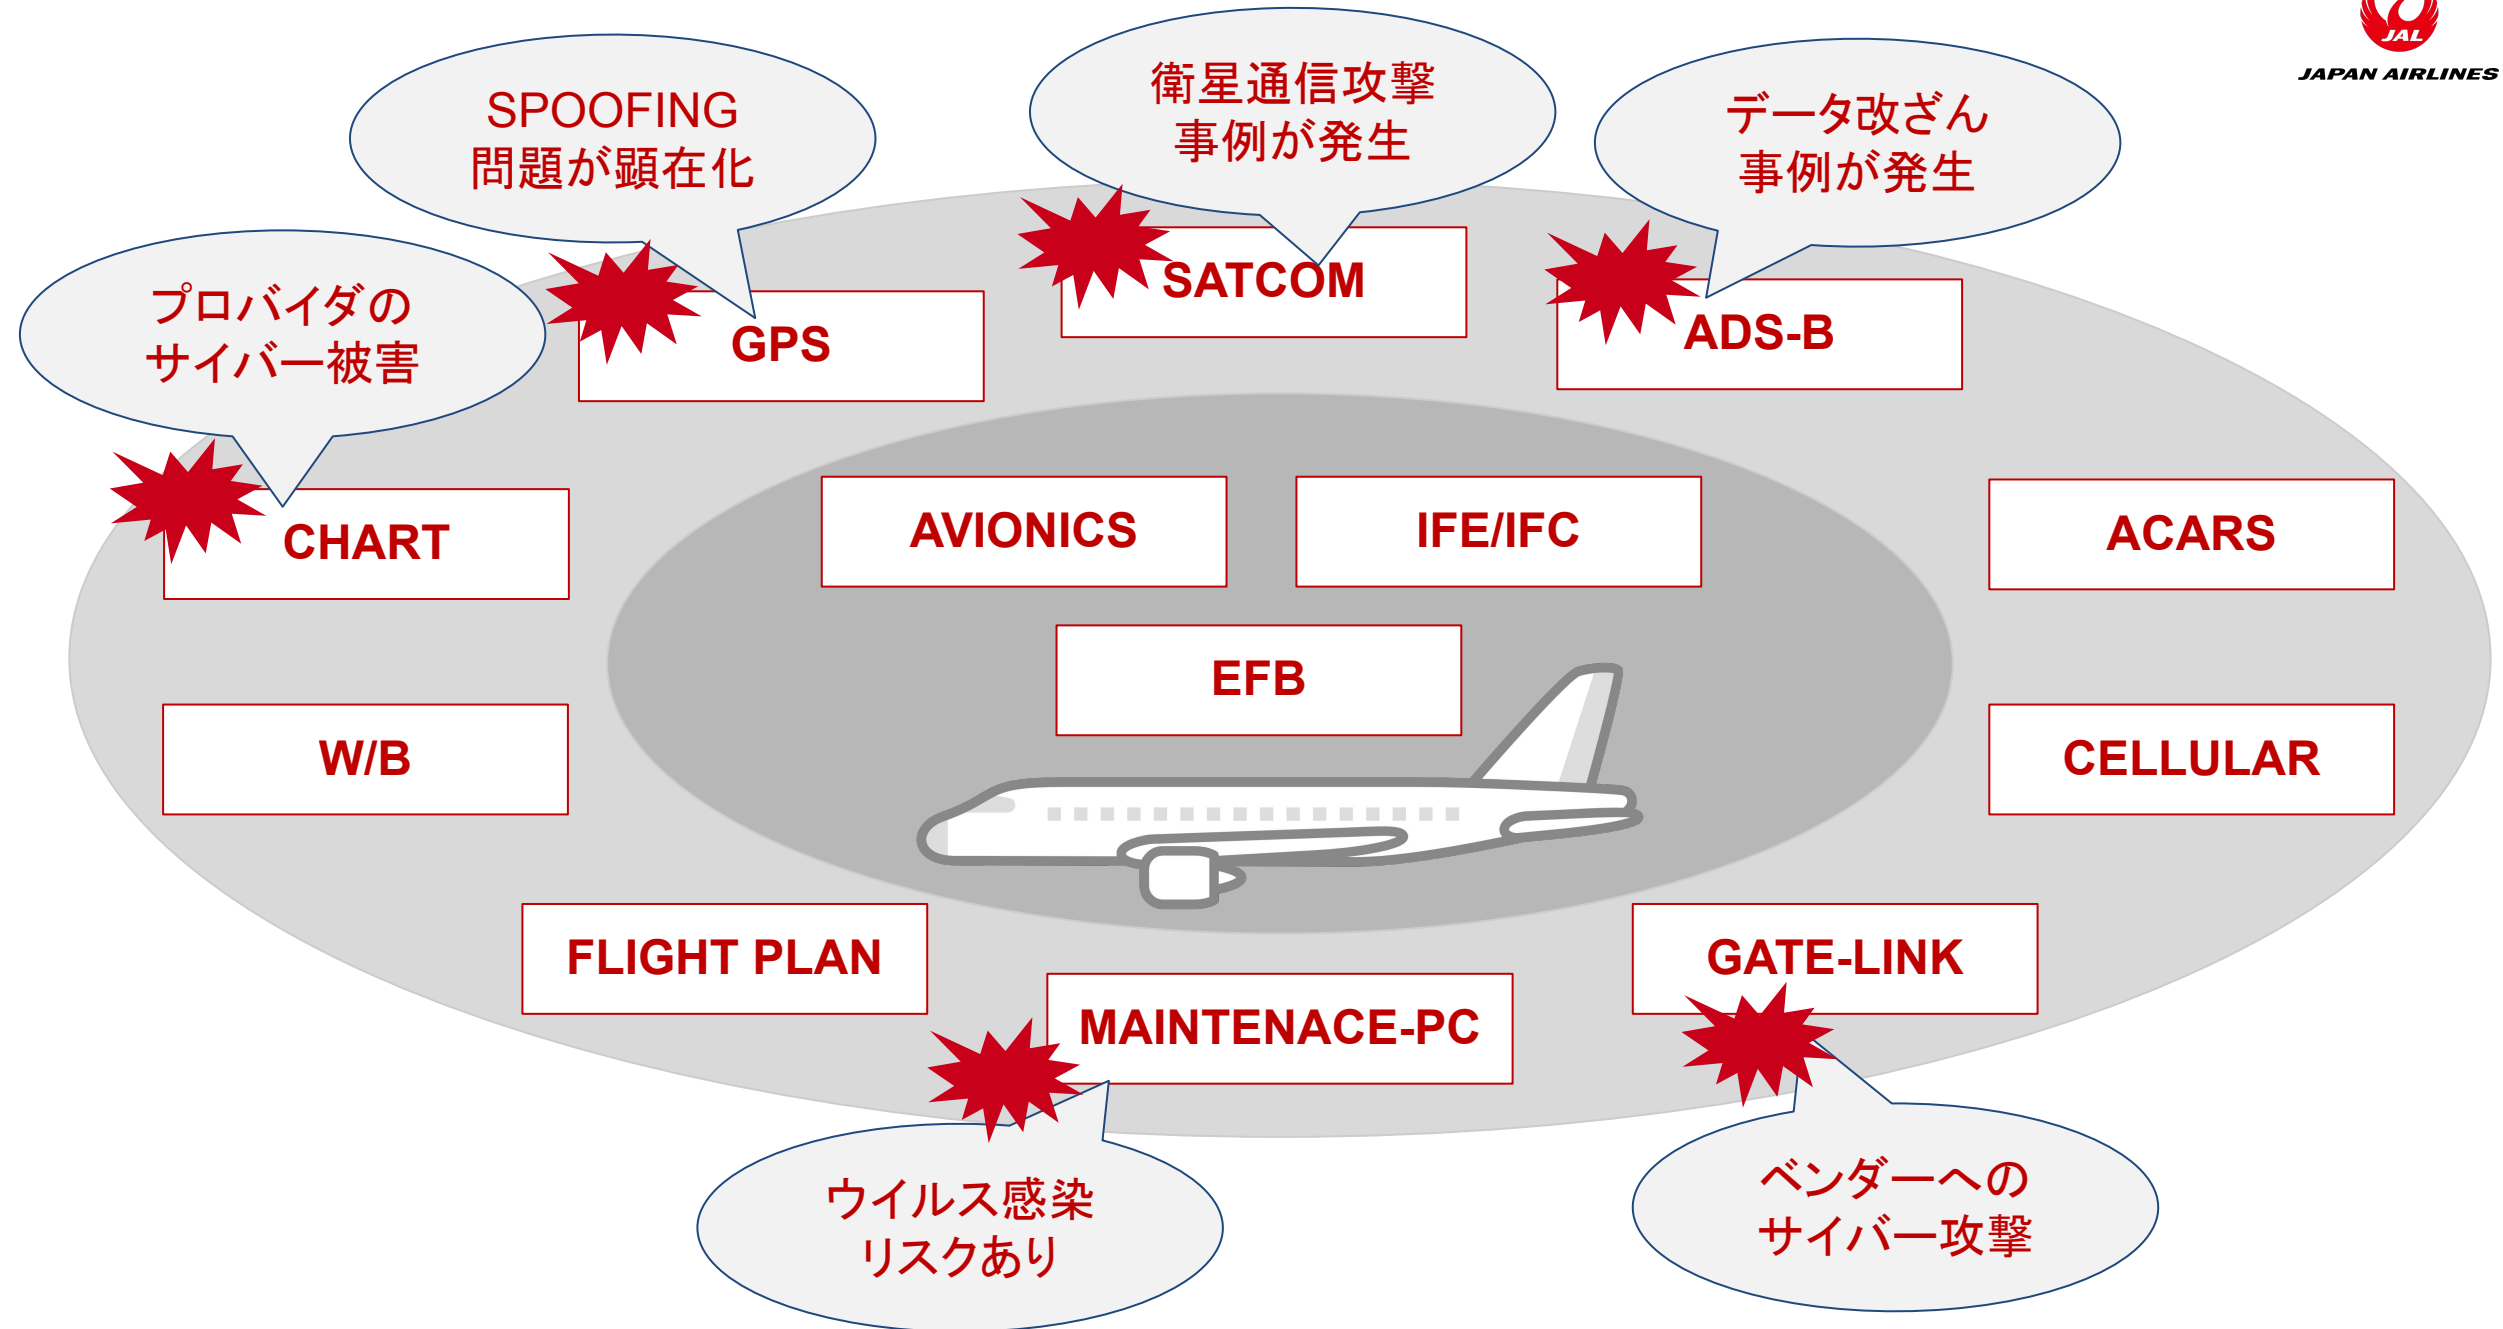 JAL
JAPAN AIRLINES
SPOOFING
問題が顕在化
衛星通信攻撃
事例が発生
データ改ざん
事例が発生
プロバイダの
サイバー被害
GPS
SATCOM
ADS-B
CHART
AVIONICS
IFE/IFC
ACARS
EFB
W/B
CELLULAR
FLIGHT PLAN
MAINTENACE-PC
GATE-LINK
ウイルス感染
リスクあり
ベンダーへの
サイバー攻撃